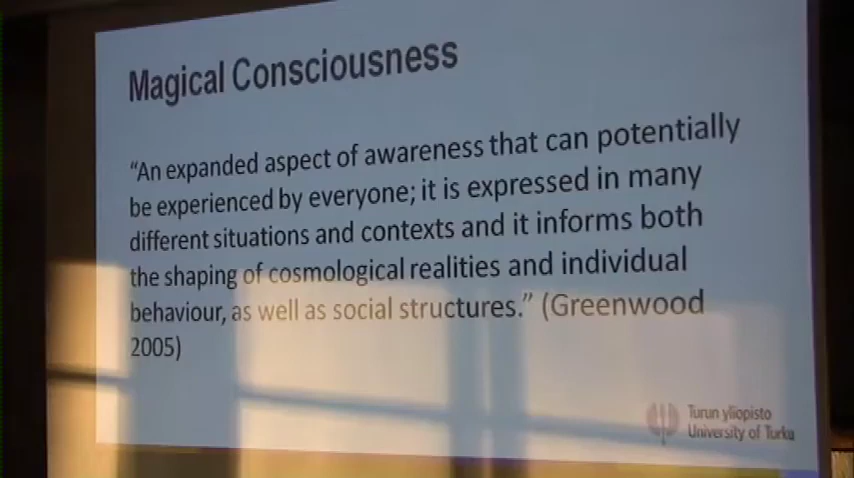 Magical Consciousness
“An expanded aspect of awareness that can potentially
be experienced by everyone; it is expressed in many
different situations and contexts and it informs both
the shaping of cosmological realities and individual
behaviour, as well as social structures.” (Greenwood
2005)
Turun yliopisto
University of Turku